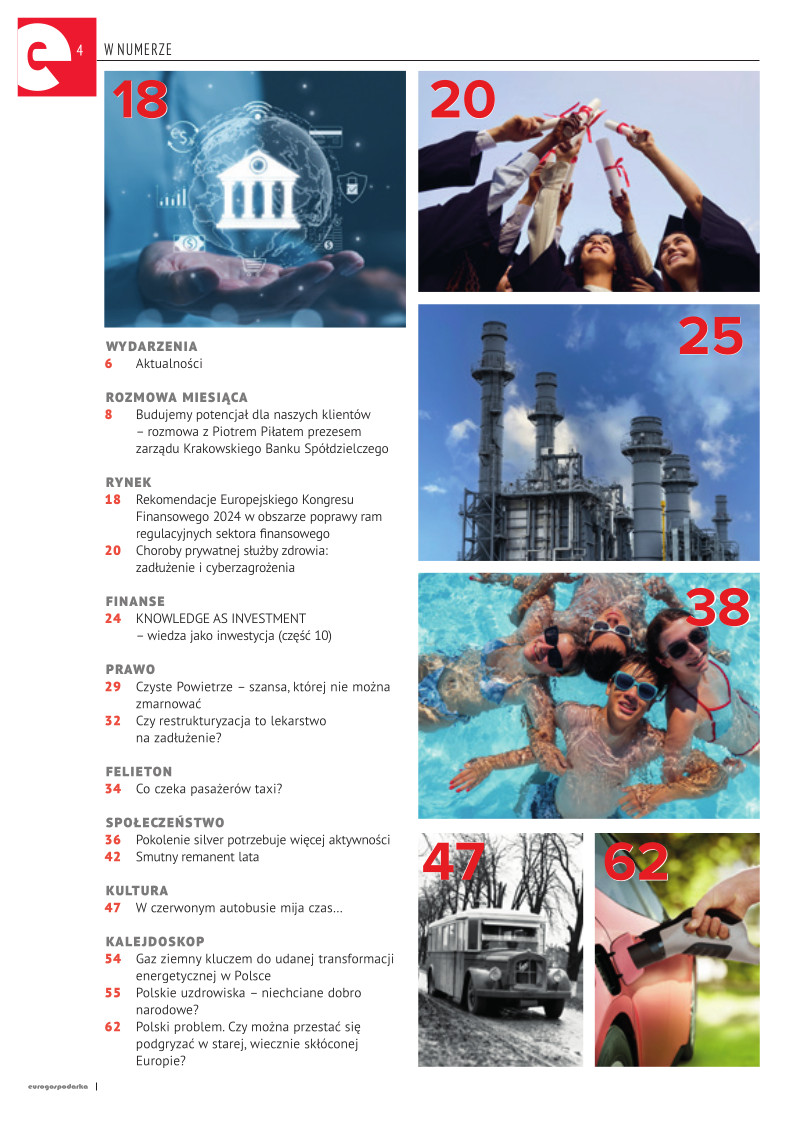 4
W NUMERZE
18
20
25
38
47
62
WYDARZENIA
6 Aktualności
ROZMOWA MIESIĄCA
8 Budujemy potencjał dla naszych klientów
– rozmowa z Piotrem Piłatem prezesem
zarządu Krakowskiego Banku Spółdzielczego
RYNEK
18 Rekomendacje Europejskiego Kongresu
Finansowego 2024 w obszarze poprawy ram
regulacyjnych sektora finansowego
20 Choroby prywatnej służby zdrowia:
zadłużenie i cyberzagrożenia
FINANSE
24 KNOWLEDGE AS INVESTMENT
– wiedza jako inwestycja (część 10)
PRAWO
29 Czyste Powietrze – szansa, której nie można
zmarnować
32 Czy restrukturyzacja to lekarstwo
na zadłużenie?
FELIETON
34 Co czeka pasażerów taxi?
SPOŁECZEŃSTWO
36 Pokolenie silver potrzebuje więcej aktywności
42 Smutny remanent lata
KULTURA
47 W czerwonym autobusie mija czas...
KALEJDOSKOP
54 Gaz ziemny kluczem do udanej transformacji
energetycznej w Polsce
55 Polskie uzdrowiska – niechciane dobro
narodowe?
62 Polski problem. Czy można przestać się
podgryzać w starej, wiecznie skłóconej
Europie?
eurogospodarka